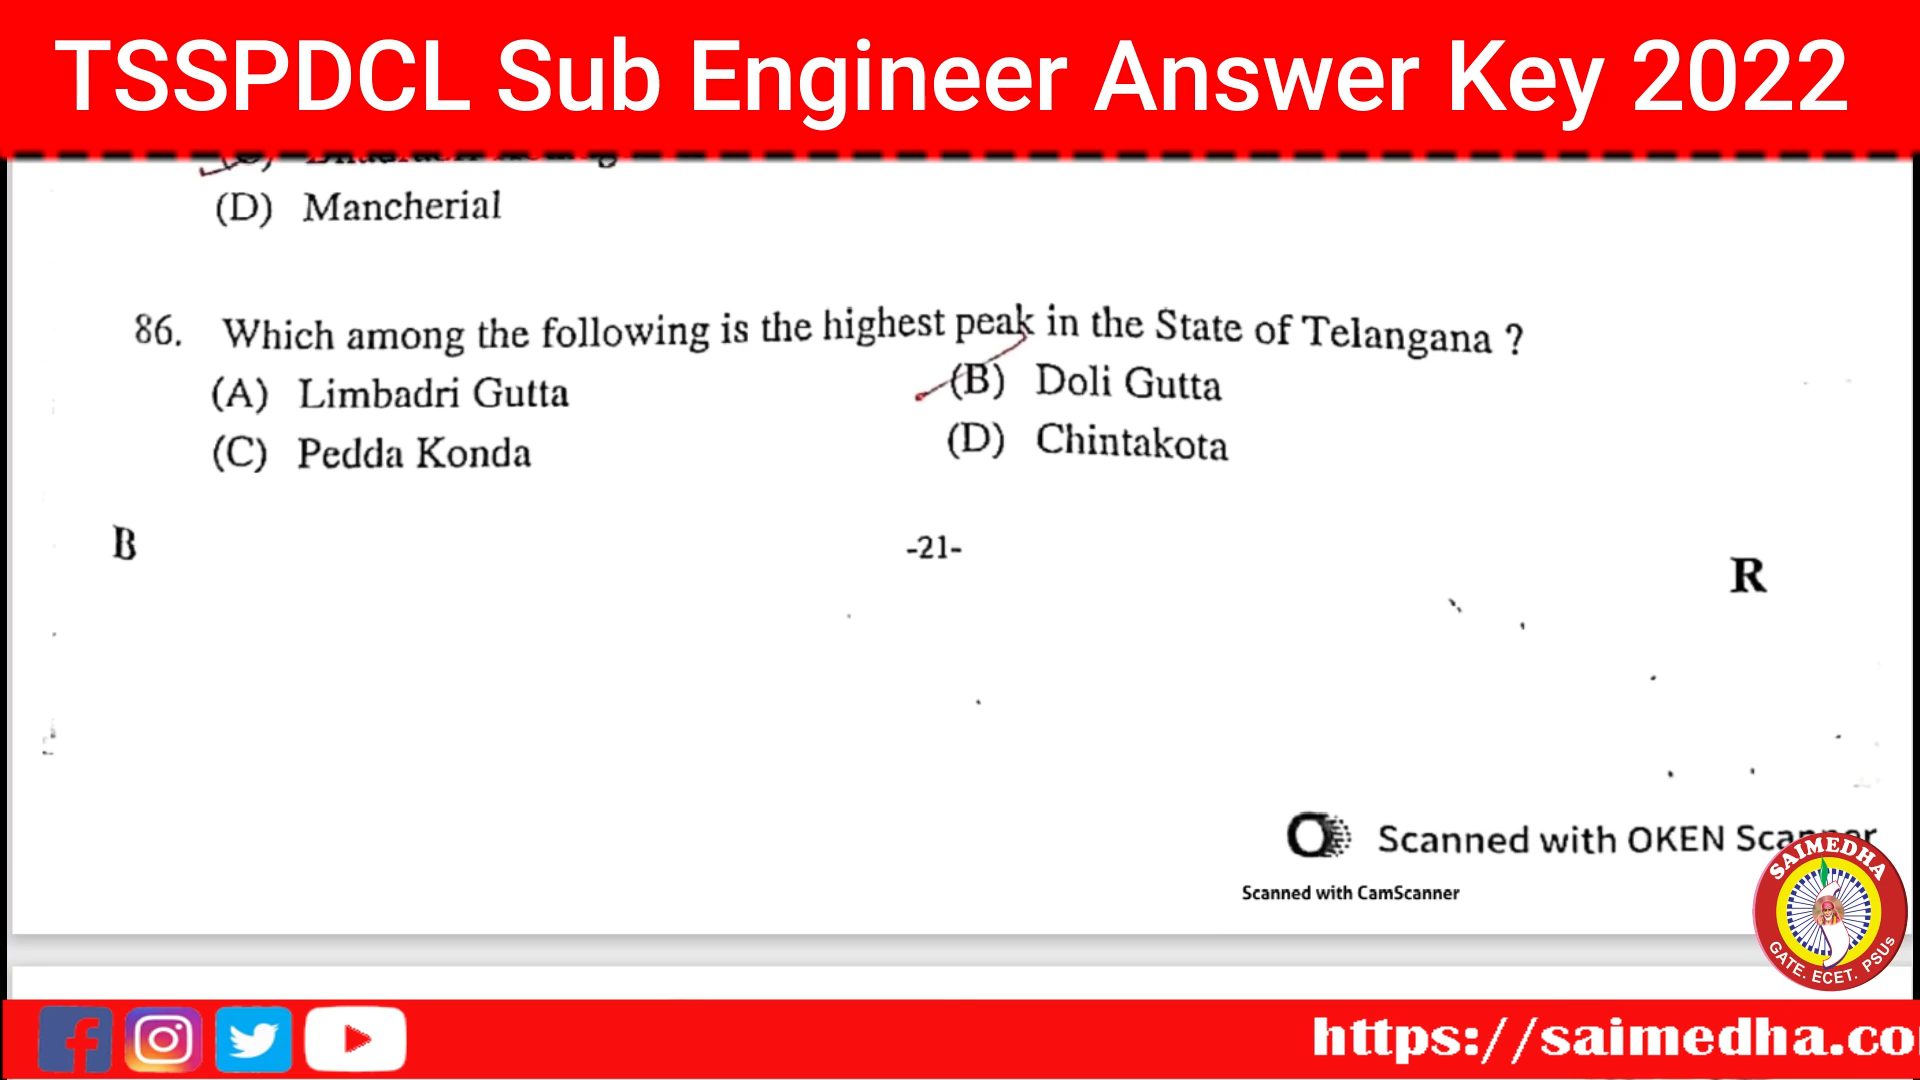 TSSPDCL Sub Engineer Answer Key 2022
(D) Mancherial
86. Which among the following is the highest peak in the State of Telangana ?
(A) Limbadri Gutta (B) Doli Gutta
(C) Pedda Konda (D) Chintakota
B -21- R
Scanned with OKEN Scanner
Scanned with CamScanner
SAIMEDHA
GATE. ECET. PSUs
https://saimedha.co